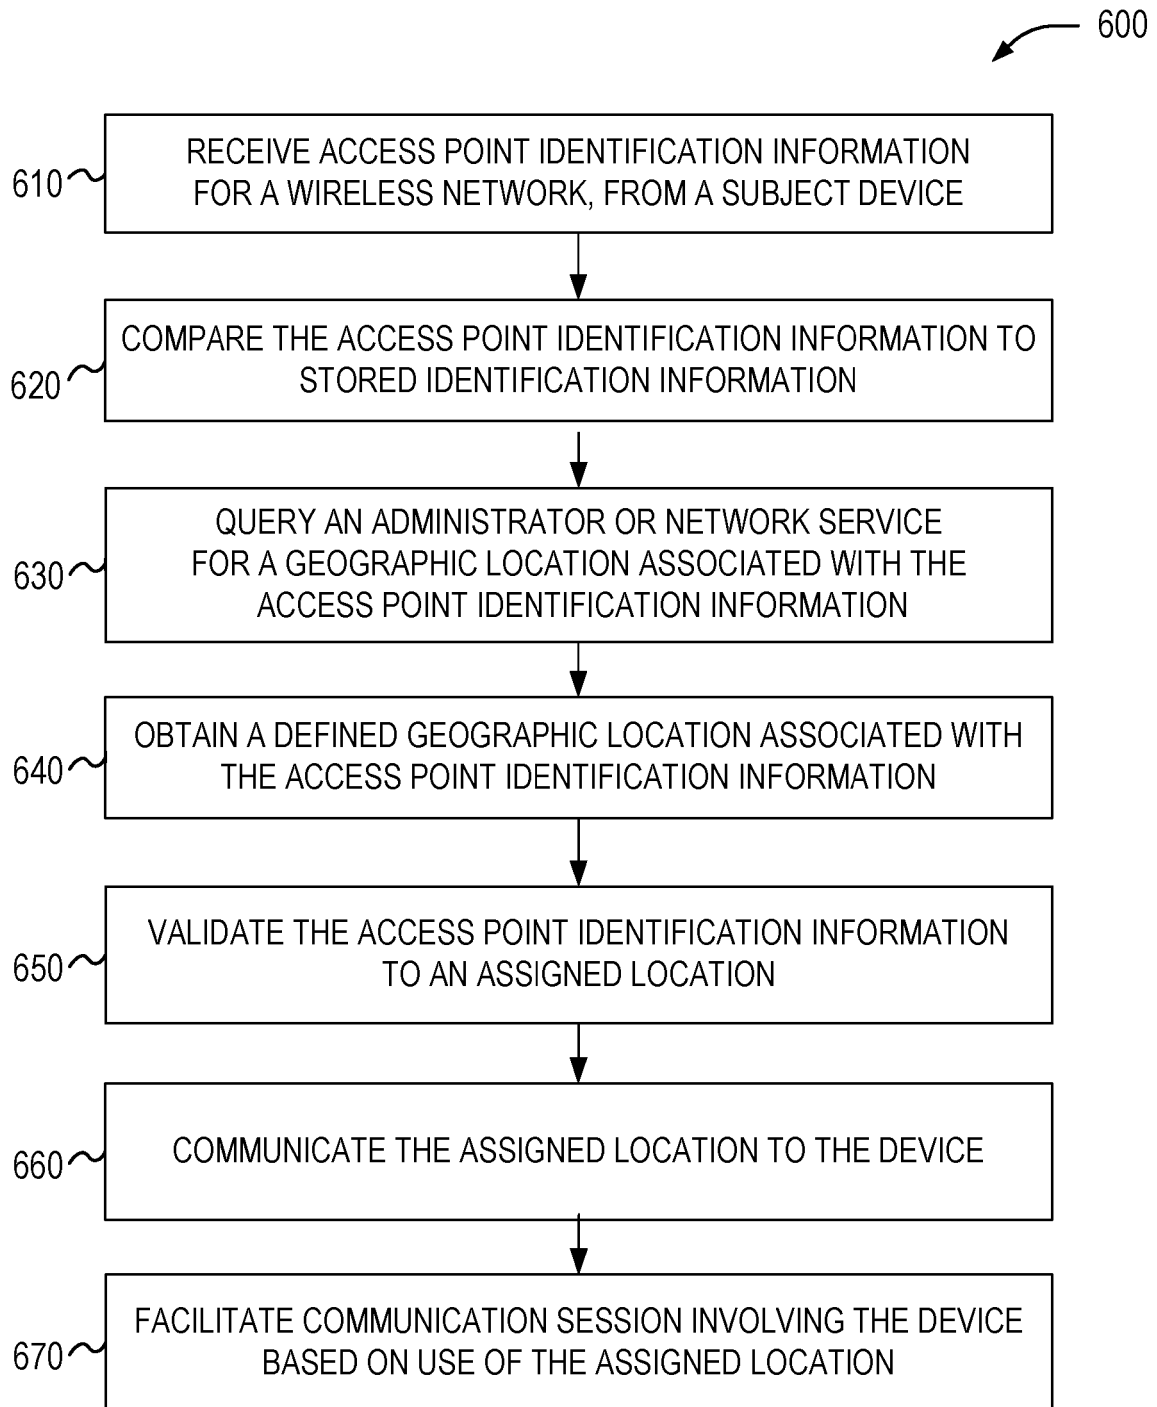 600
610
RECEIVE ACCESS POINT IDENTIFICATION INFORMATION
FOR A WIRELESS NETWORK, FROM A SUBJECT DEVICE
620
COMPARE THE ACCESS POINT IDENTIFICATION INFORMATION TO
STORED IDENTIFICATION INFORMATION
630
QUERY AN ADMINISTRATOR OR NETWORK SERVICE
FOR A GEOGRAPHIC LOCATION ASSOCIATED WITH THE
ACCESS POINT IDENTIFICATION INFORMATION
640
OBTAIN A DEFINED GEOGRAPHIC LOCATION ASSOCIATED WITH
THE ACCESS POINT IDENTIFICATION INFORMATION
650
VALIDATE THE ACCESS POINT IDENTIFICATION INFORMATION
TO AN ASSIGNED LOCATION
660
COMMUNICATE THE ASSIGNED LOCATION TO THE DEVICE
670
FACILITATE COMMUNICATION SESSION INVOLVING THE DEVICE
BASED ON USE OF THE ASSIGNED LOCATION